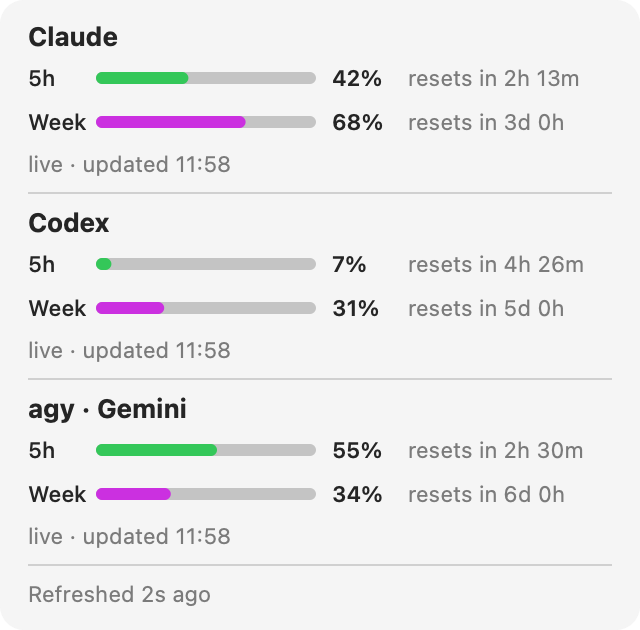 Claude
5h 42% resets in 2h 13m
Week 68% resets in 3d 0h
live · updated 11:58
Codex
5h 7% resets in 4h 26m
Week 31% resets in 5d 0h
live · updated 11:58
agy · Gemini
5h 55% resets in 2h 30m
Week 34% resets in 6d 0h
live · updated 11:58
Refreshed 2s ago